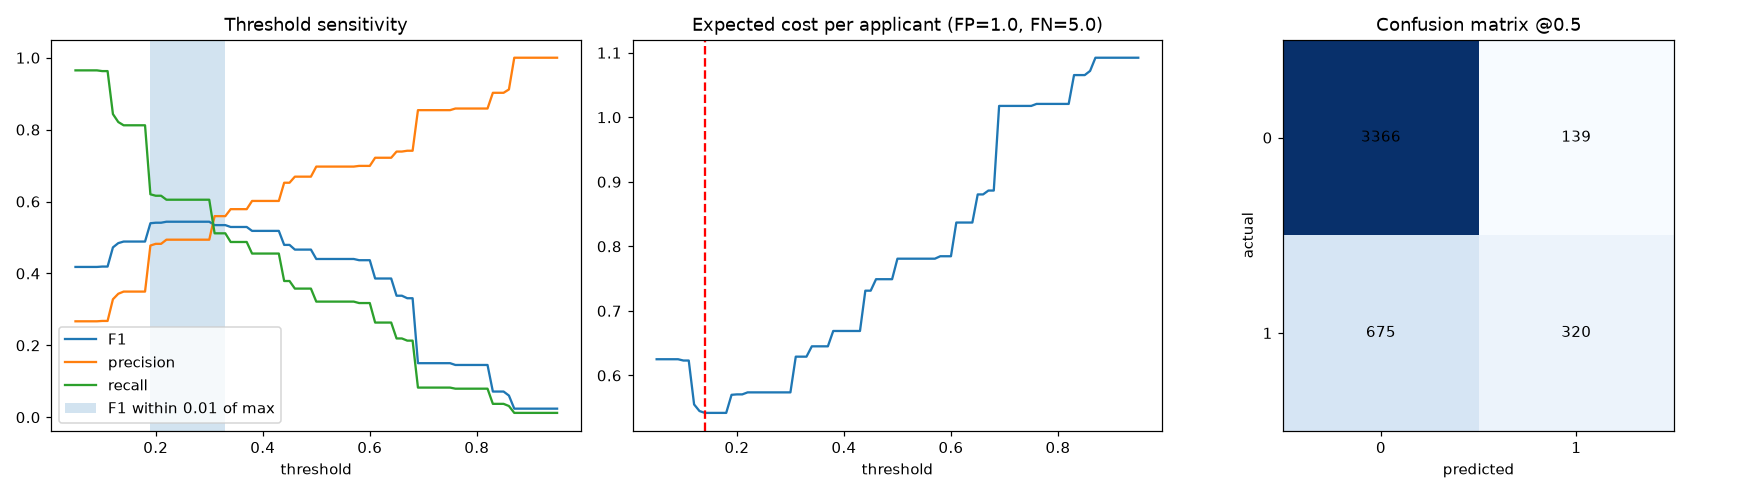 Threshold sensitivity
1.0
0.8
0.6
0.4
0.2
0.0
F1
precision
recall
F1 within 0.01 of max
0.2 0.4 0.6 0.8
threshold
Expected cost per applicant (FP=1.0, FN=5.0)
1.1
1.0
0.9
0.8
0.7
0.6
0.2 0.4 0.6 0.8
threshold
Confusion matrix @0.5
actual
0 3366 139
1 675 320
0 1
predicted